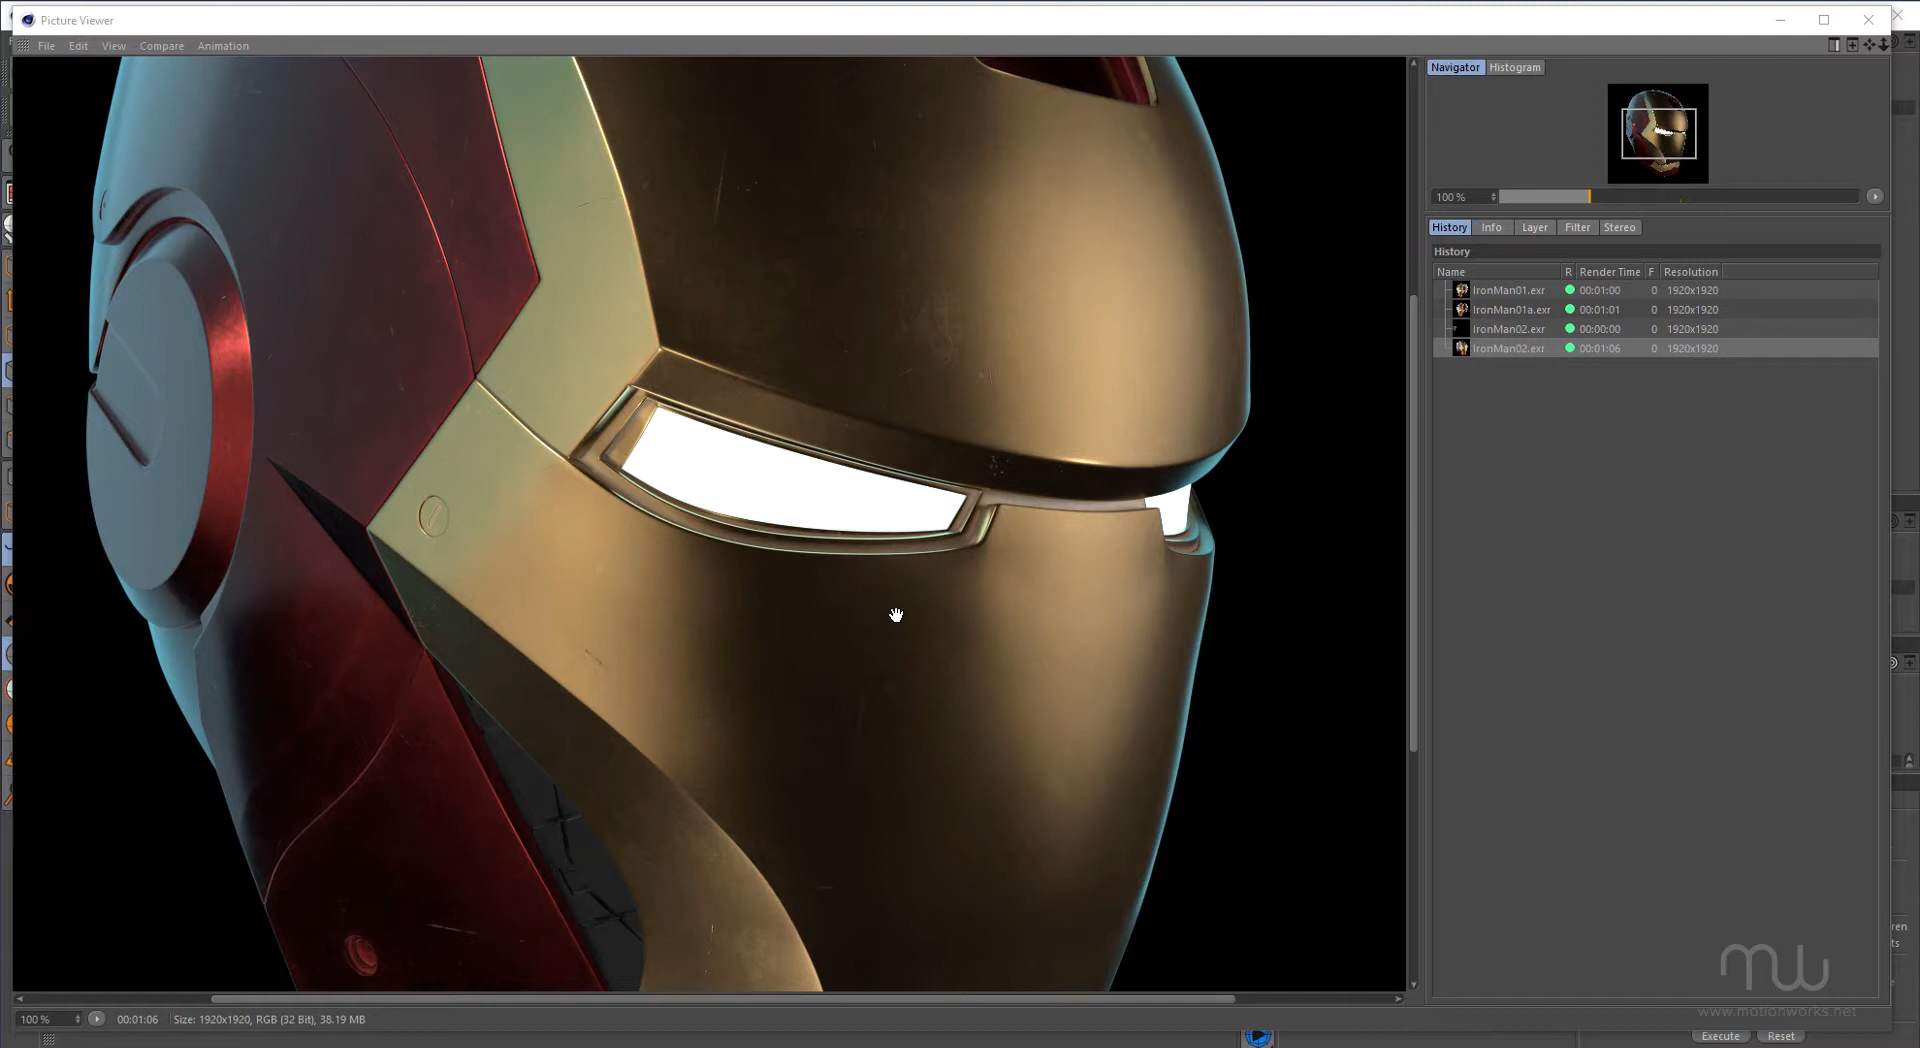 Picture Viewer
File Edit View Compare Animation
Navigator Histogram
100 %
History Info Layer Filter Stereo
History
Name R Render Time F Resolution
IronMan01.exr 00:01:00 0 1920x1920
IronMan01a.exr 00:01:01 0 1920x1920
IronMan02.exr 00:00:00 0 1920x1920
IronMan02.exr 00:01:06 0 1920x1920
ren
ts
mw
www.motionworks.net
100 % 00:01:06 Size: 1920x1920, RGB (32 Bit), 38.19 MB
Execute Reset